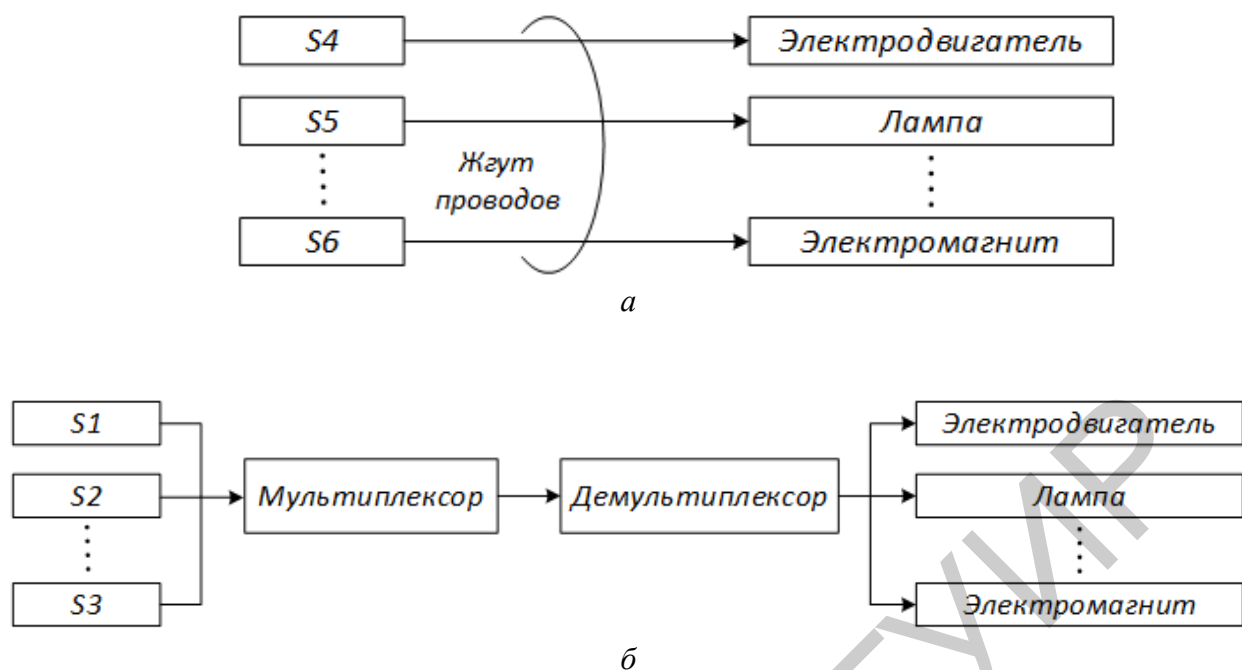 S4
Электродвигатель
S5
Лампа
Жгут
проводов
S6
Электромагнит
а
S1
Электродвигатель
S2
Мультиплексор
Демультиплексор
Лампа
S3
Электромагнит
б